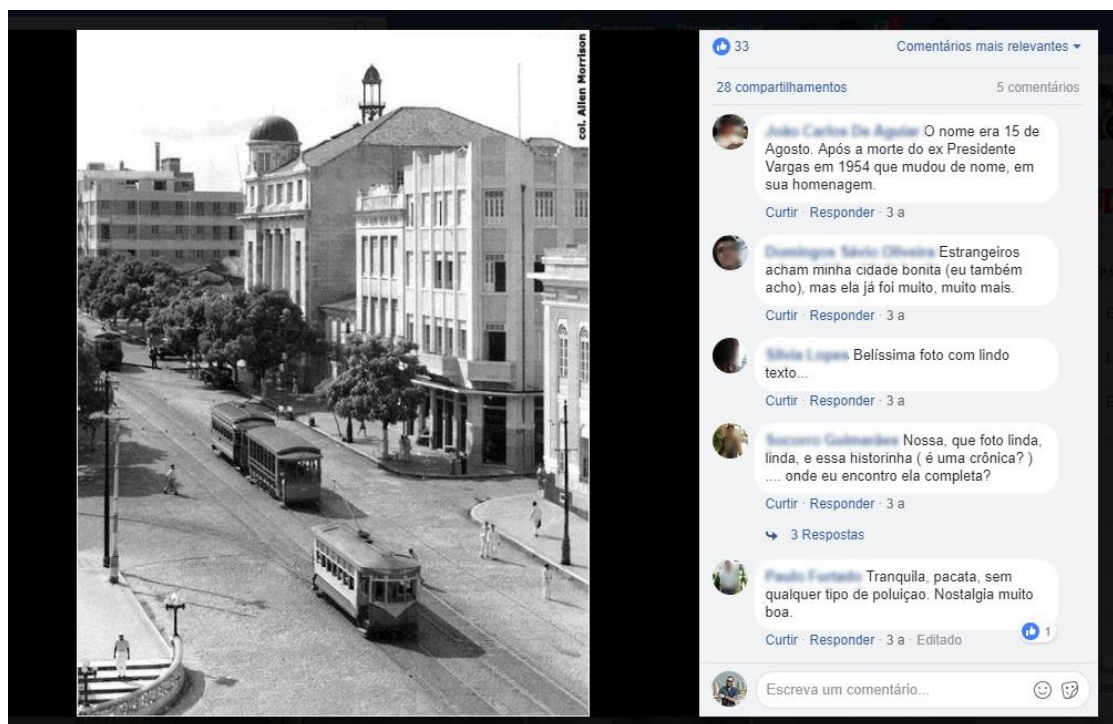 col. Allen Morrison
33
Comentários mais relevantes
28 compartilhamentos
5 comentários
O nome era 15 de
Agosto. Após a morte do ex Presidente
Vargas em 1954 que mudou de nome, em
sua homenagem.
Curtir · Responder · 3 a
Estrangeiros
acham minha cidade bonita (eu também
acho), mas ela já foi muito, muito mais.
Curtir · Responder · 3 a
Belíssima foto com lindo
texto...
Curtir · Responder · 3 a
Nossa, que foto linda,
linda, e essa historinha ( é uma crônica? )
.... onde eu encontro ela completa?
Curtir · Responder · 3 a
3 Respostas
Tranquila, pacata, sem
qualquer tipo de poluiçao. Nostalgia muito
boa.
Curtir · Responder · 3 a · Editado
1
Escreva um comentário...